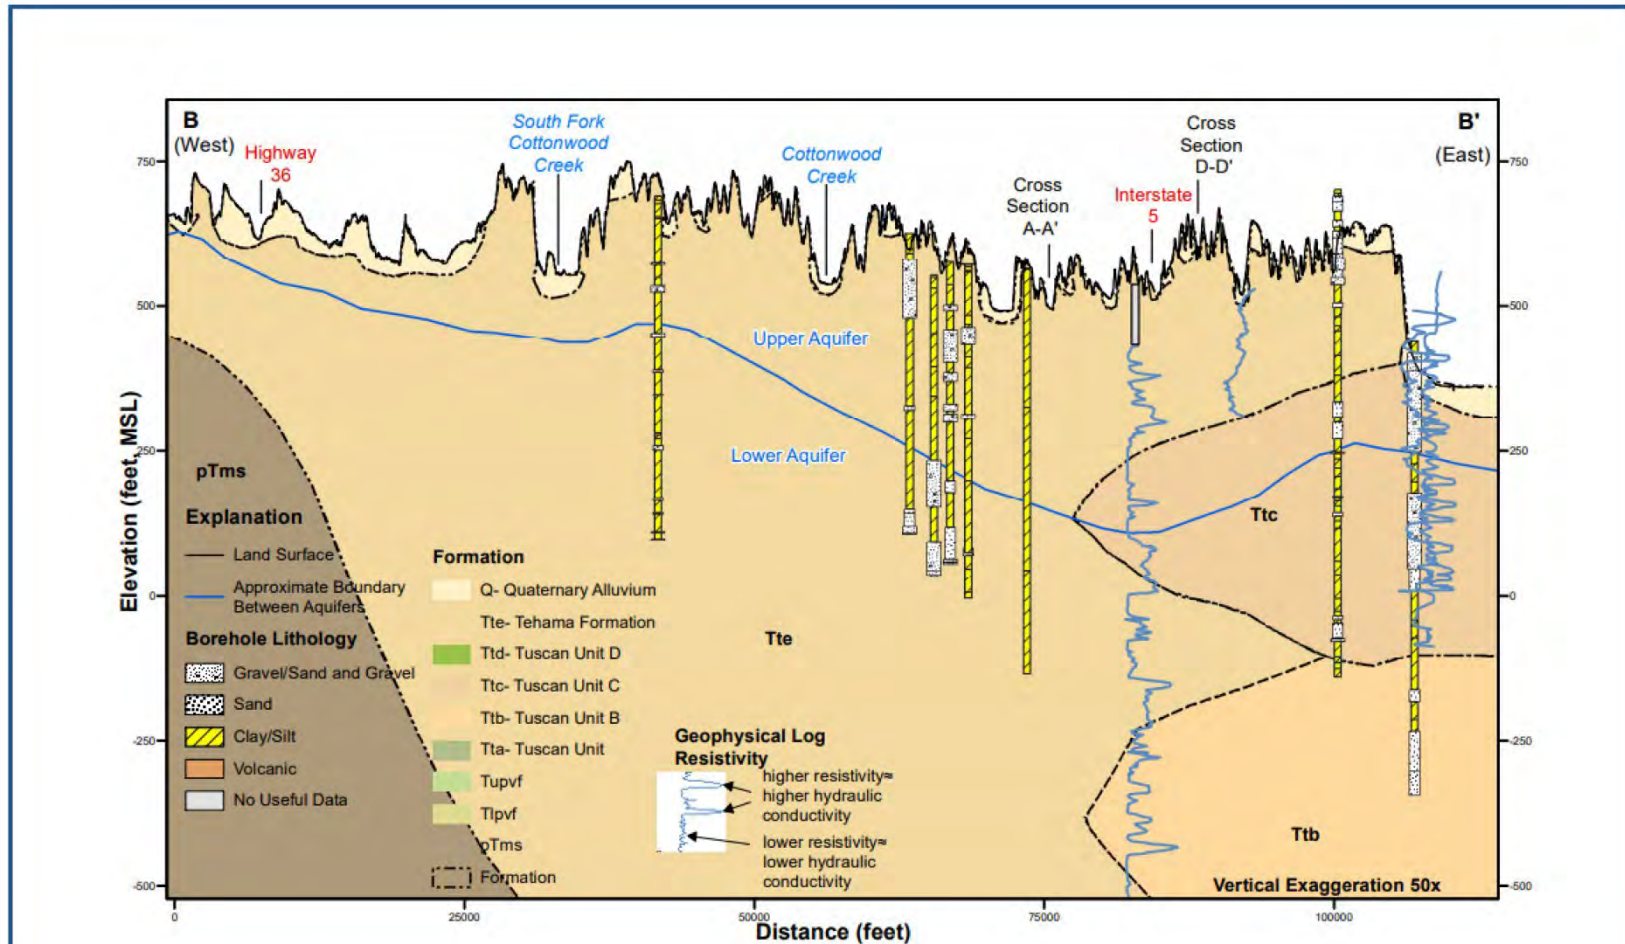 B
(West)
Highway
36
South Fork
Cottonwood
Creek
Cottonwood
Creek
Cross
Section
A-A'
Interstate
5
Cross
Section
D-D'
B'
(East)
750
500
250
0
-250
-500
750
500
250
0
-250
-500
Elevation (feet, MSL)
Upper Aquifer
Lower Aquifer
pTms
Tte
Ttc
Ttb
Explanation
Land Surface
Approximate Boundary
Between Aquifers
Borehole Lithology
Gravel/Sand and Gravel
Sand
Clay/Silt
Volcanic
No Useful Data
Formation
Q- Quaternary Alluvium
Tte- Tehama Formation
Ttd- Tuscan Unit D
Ttc- Tuscan Unit C
Ttb- Tuscan Unit B
Tta- Tuscan Unit
Tupvf
Tlpvf
pTms
Formation
Geophysical Log
Resistivity
higher resistivity≈
higher hydraulic
conductivity
lower resistivity≈
lower hydraulic
conductivity
Vertical Exaggeration 50x
0
25000
50000
75000
100000
Distance (feet)